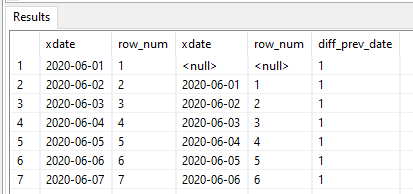 Results
xdate row_num xdate row_num diff_prev_date
1 2020-06-01 1 <null> <null> 1
2 2020-06-02 2 2020-06-01 1 1
3 2020-06-03 3 2020-06-02 2 1
4 2020-06-04 4 2020-06-03 3 1
5 2020-06-05 5 2020-06-04 4 1
6 2020-06-06 6 2020-06-05 5 1
7 2020-06-07 7 2020-06-06 6 1